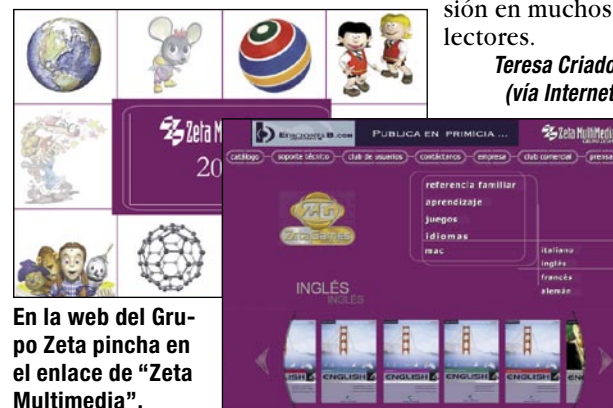 sión en muchos
lectores.
Teresa Criado
(vía Internet
Zeta M
20
EDICIONES B.COM
PUBLICA EN PRIMICIA ...
Zeta MultiMedia
GRUPO ZETA
catálogo
soporte técnico
club de usuarios
contáctanos
empresa
club comercial
prensa
ZG
ZetaGames
referencia familiar
aprendizaje
juegos
idiomas
mac
italiano
inglés
francés
alemán
INGLÉS
INGLÉS
ENGLISH
ENGLISH
ENGLISH
ENGLISH
En la web del Gru-
po Zeta pincha en
el enlace de “Zeta
Multimedia”.